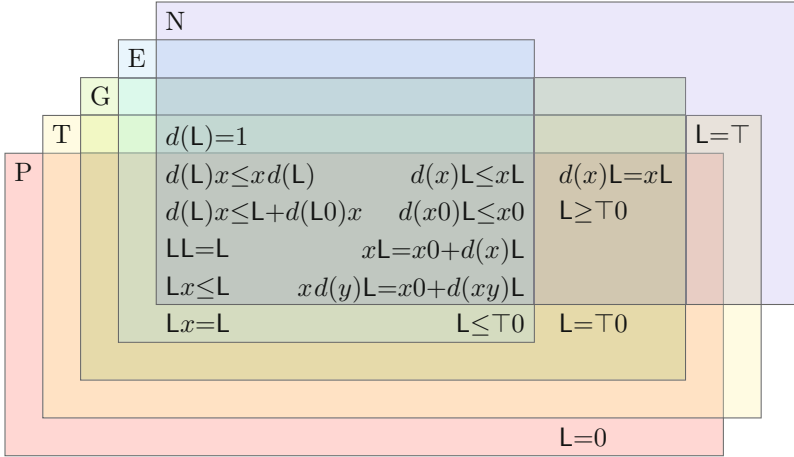 N
E
G
T d(L)=1 L=⊤
P d(L)x≤xd(L) d(x)L≤xL d(x)L=xL
d(L)x≤L+d(L0)x d(x0)L≤x0 L≥⊤0
LL=L xL=x0+d(x)L
Lx≤L xd(y)L=x0+d(xy)L
Lx=L L≤⊤0 L=⊤0
L=0